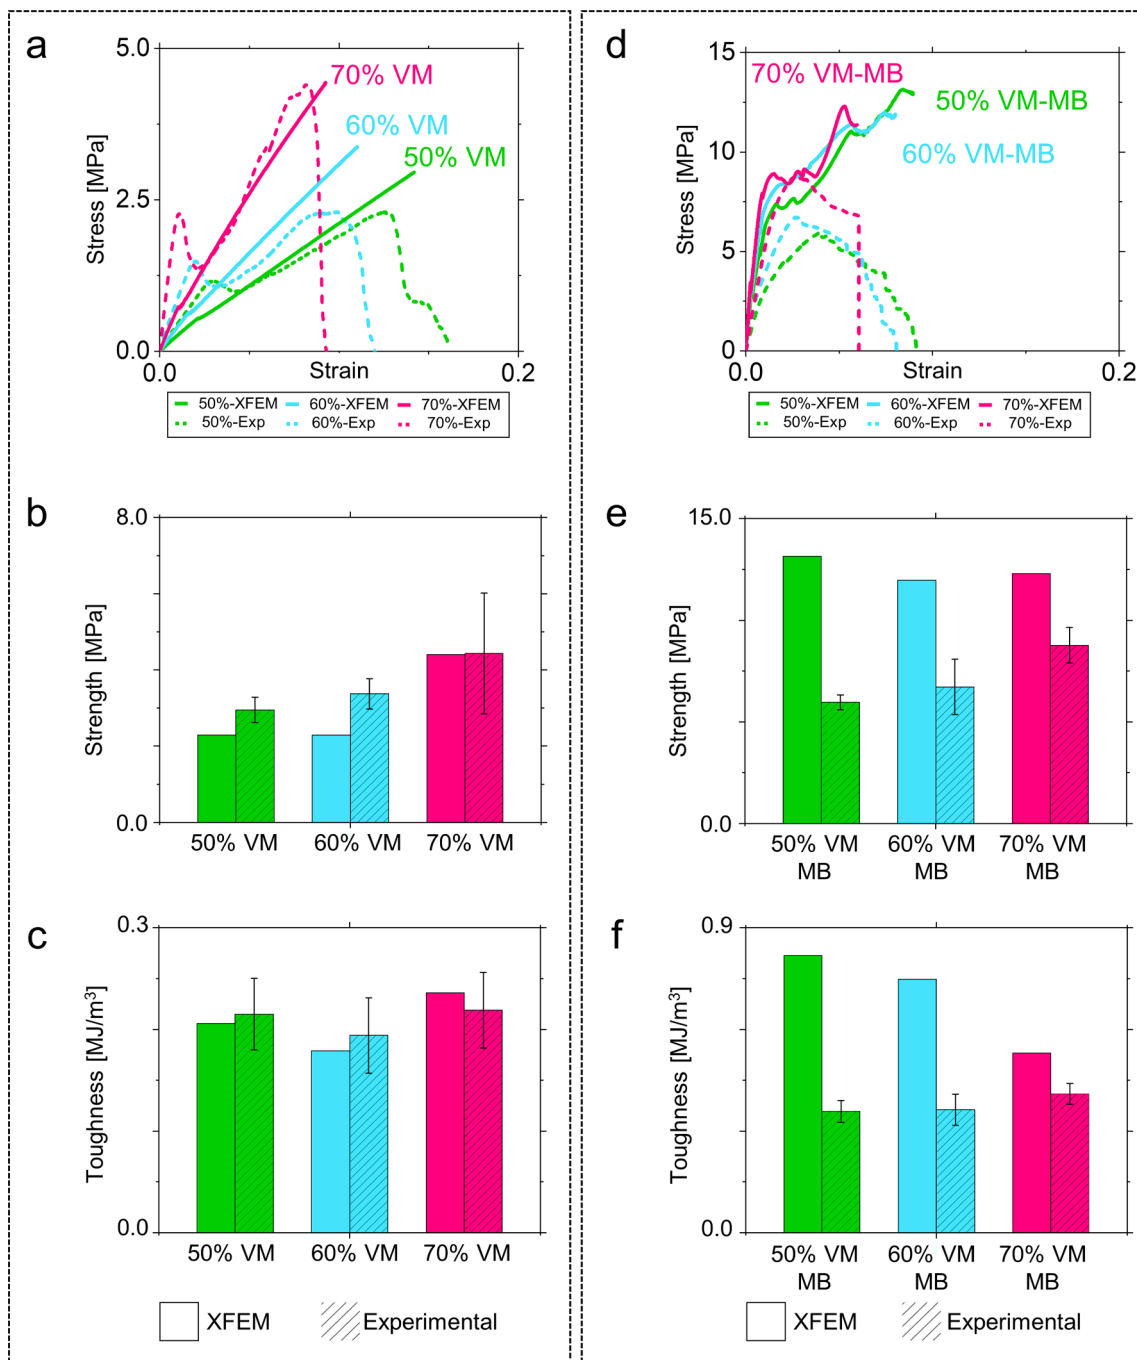 a
5.0
Stress [MPa]
2.5
0.0
0.0
Strain
0.2
70% VM
60% VM
50% VM
50%-XFEM 60%-XFEM 70%-XFEM
50%-Exp 60%-Exp 70%-Exp
b
8.0
Strength [MPa]
0.0
50% VM 60% VM 70% VM
c
0.3
Toughness [MJ/m³]
0.0
50% VM 60% VM 70% VM
XFEM Experimental
d
15
Stress [MPa]
10
5
0
0.0
Strain
0.2
70% VM-MB
50% VM-MB
60% VM-MB
50%-XFEM 60%-XFEM 70%-XFEM
50%-Exp 60%-Exp 70%-Exp
e
15.0
Strength [MPa]
0.0
50% VM 60% VM 70% VM
MB MB MB
f
0.9
Toughness [MJ/m³]
0.0
50% VM 60% VM 70% VM
MB MB MB
XFEM Experimental